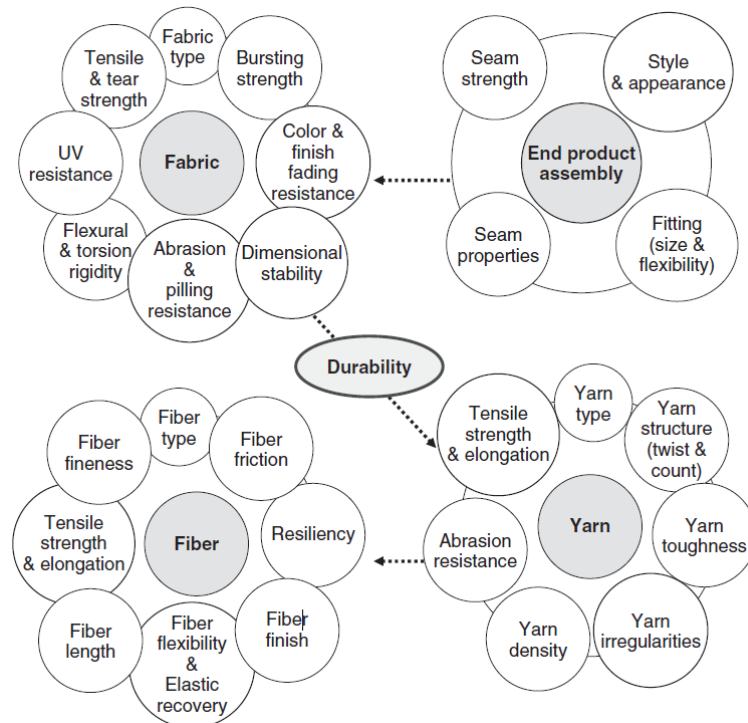 Fabric
type
Tensile
& tear
strength
Bursting
strength
UV
resistance
Fabric
Color &
finish
fading
resistance
Flexural
& torsion
rigidity
Abrasion
&
pilling
resistance
Dimensional
stability
Seam
strength
Style
& appearance
End product
assembly
Seam
properties
Fitting
(size &
flexibility)
Durability
Fiber
type
Fiber
fineness
Fiber
friction
Tensile
strength
& elongation
Fiber
Resiliency
Fiber
length
Fiber
flexibility
&
Elastic
recovery
Fiber
finish
Tensile
strength
& elongation
Yarn
type
Yarn
structure
(twist &
count)
Abrasion
resistance
Yarn
Yarn
toughness
Yarn
density
Yarn
irregularities